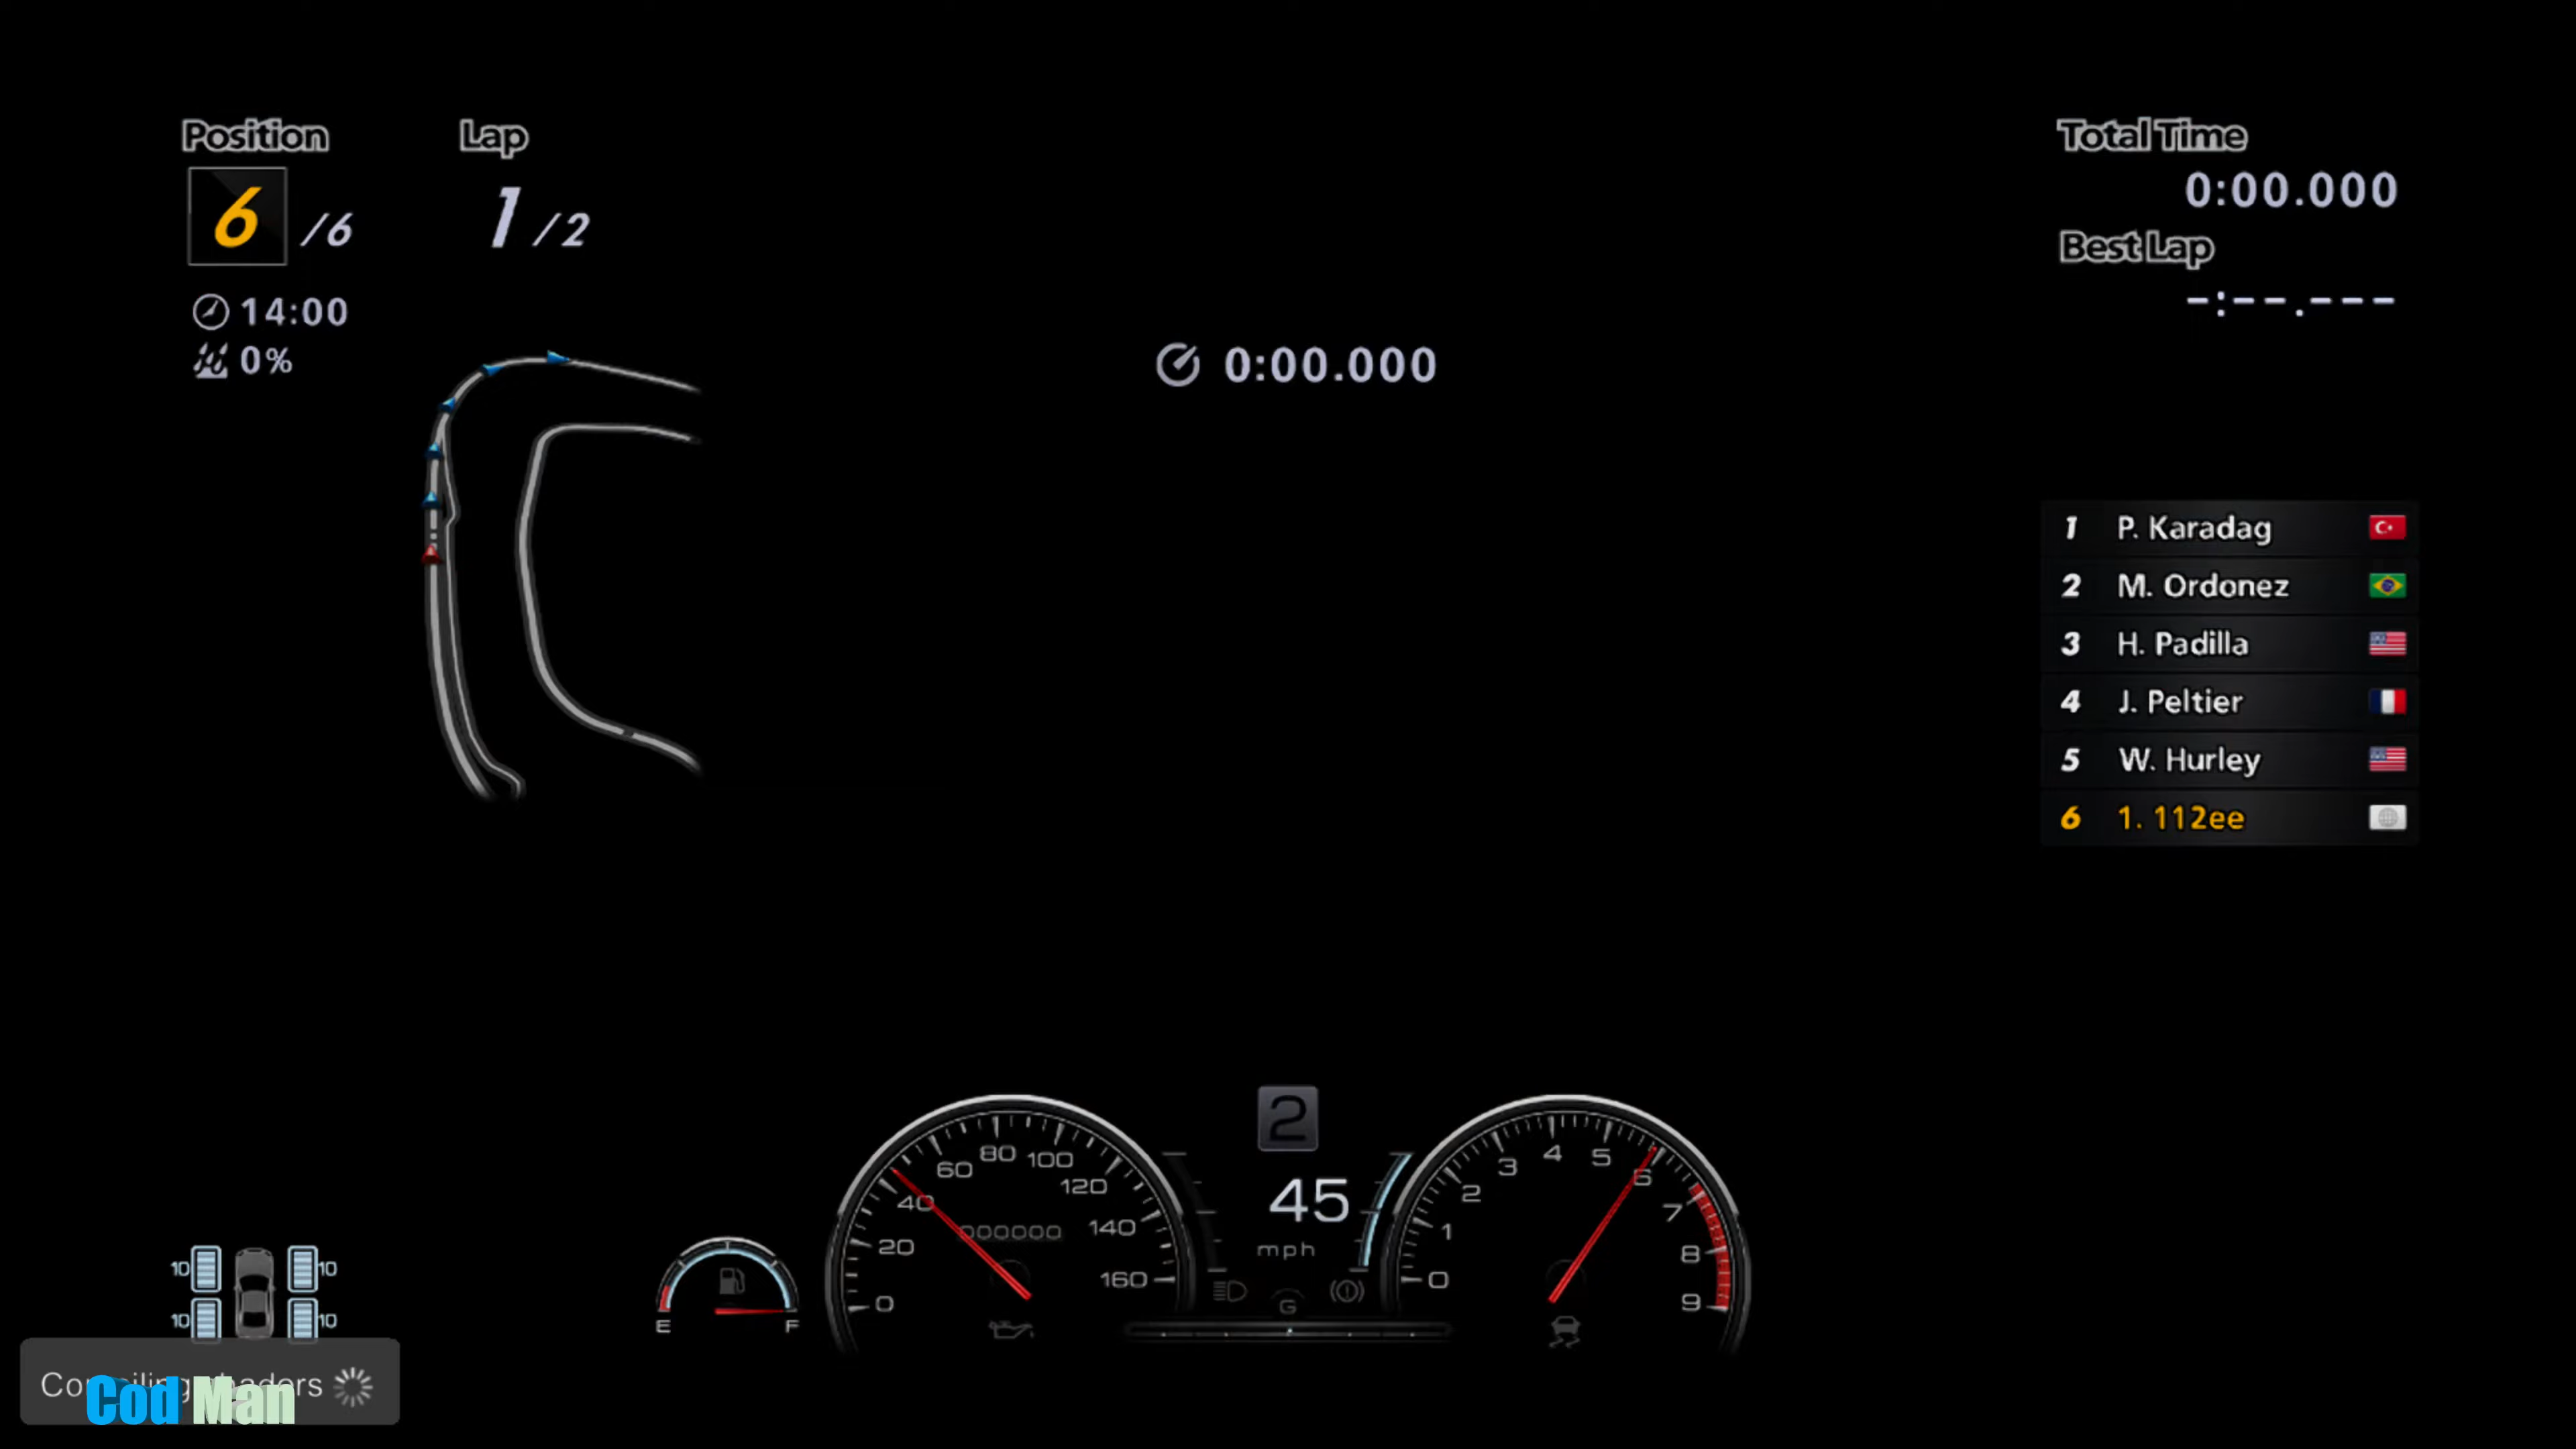 Position
6 /6
Lap
1 /2
14:00
0%
0:00.000
Total Time
0:00.000
Best Lap
-:--.---
1 P. Karadag
2 M. Ordonez
3 H. Padilla
4 J. Peltier
5 W. Hurley
6 1. 112ee
10 10
10 10
E F
0 20 40 60 80 100 120 140 160
000000
2
45
mph
G
0 1 2 3 4 5 6 7 8 9
Compiling shaders
Cod Man